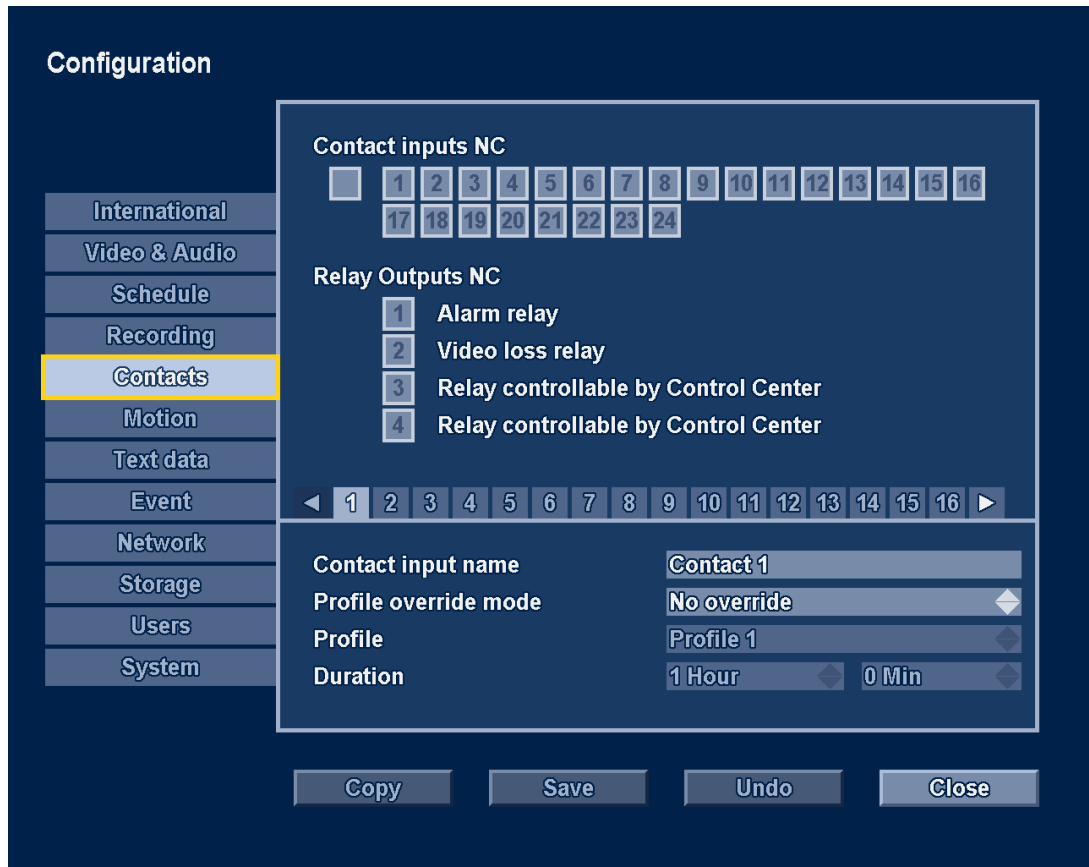 Configuration
International
Video & Audio
Schedule
Recording
Contacts
Motion
Text data
Event
Network
Storage
Users
System
Contact inputs NC
1 2 3 4 5 6 7 8 9 10 11 12 13 14 15 16
17 18 19 20 21 22 23 24
Relay Outputs NC
1 Alarm relay
2 Video loss relay
3 Relay controllable by Control Center
4 Relay controllable by Control Center
1 2 3 4 5 6 7 8 9 10 11 12 13 14 15 16
Contact input name Contact 1
Profile override mode No override
Profile Profile 1
Duration 1 Hour 0 Min
Copy Save Undo Close